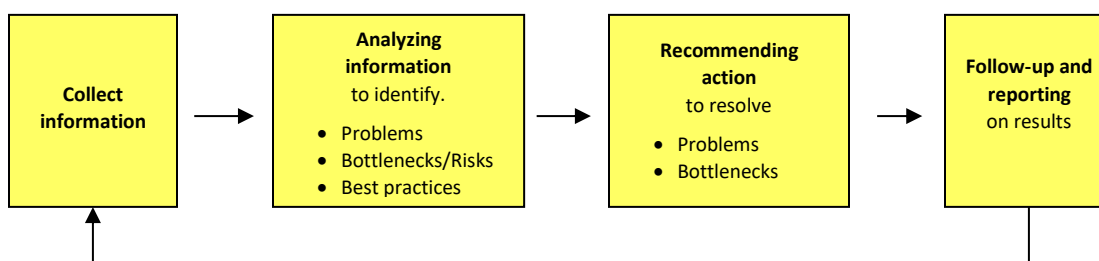 Collect
information
Analyzing
information
to identify.
• Problems
• Bottlenecks/Risks
• Best practices
Recommending
action
to resolve
• Problems
• Bottlenecks
Follow-up and
reporting
on results